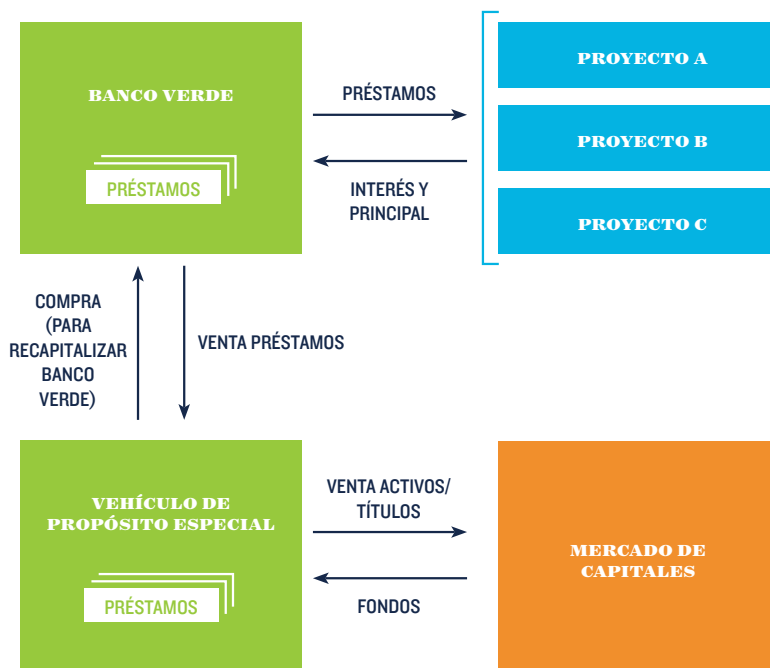 BANCO VERDE
PRÉSTAMOS
PRÉSTAMOS
INTERÉS Y
PRINCIPAL
PROYECTO A
PROYECTO B
PROYECTO C
COMPRA
(PARA
RECAPITALIZAR
BANCO
VERDE)
VENTA PRÉSTAMOS
VEHÍCULO DE
PROPÓSITO ESPECIAL
PRÉSTAMOS
VENTA ACTIVOS/
TÍTULOS
FONDOS
MERCADO DE
CAPITALES